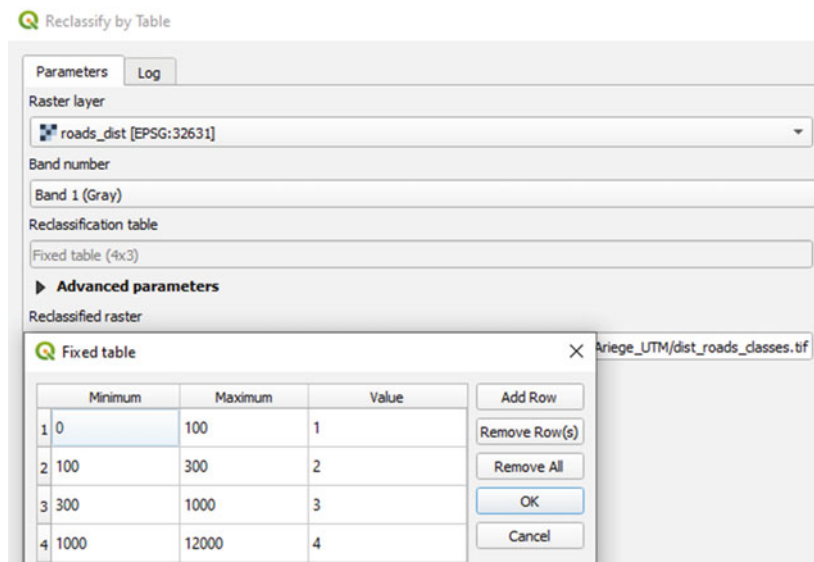 Reclassify by Table
Parameters Log
Raster layer
roads_dist [EPSG:32631]
Band number
Band 1 (Gray)
Reclassification table
Fixed table (4x3)
Advanced parameters
Reclassified raster
Ariege_UTM/dist_roads_classes.tif
Fixed table
Minimum Maximum Value Add Row
1 0 100 1 Remove Row(s)
2 100 300 2 Remove All
3 300 1000 3 OK
4 1000 12000 4 Cancel